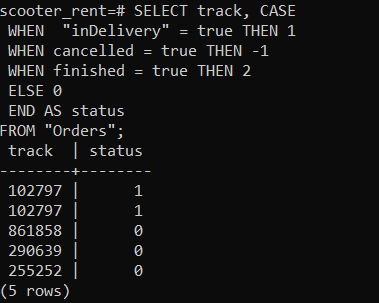 scooter_rent=# SELECT track, CASE
WHEN  "inDelivery" = true THEN 1
WHEN cancelled = true THEN -1
WHEN finished = true THEN 2
ELSE 0
END AS status
FROM "Orders";
 track  | status
--------+--------
 102797 |      1
 102797 |      1
 861858 |      0
 290639 |      0
 255252 |      0
(5 rows)